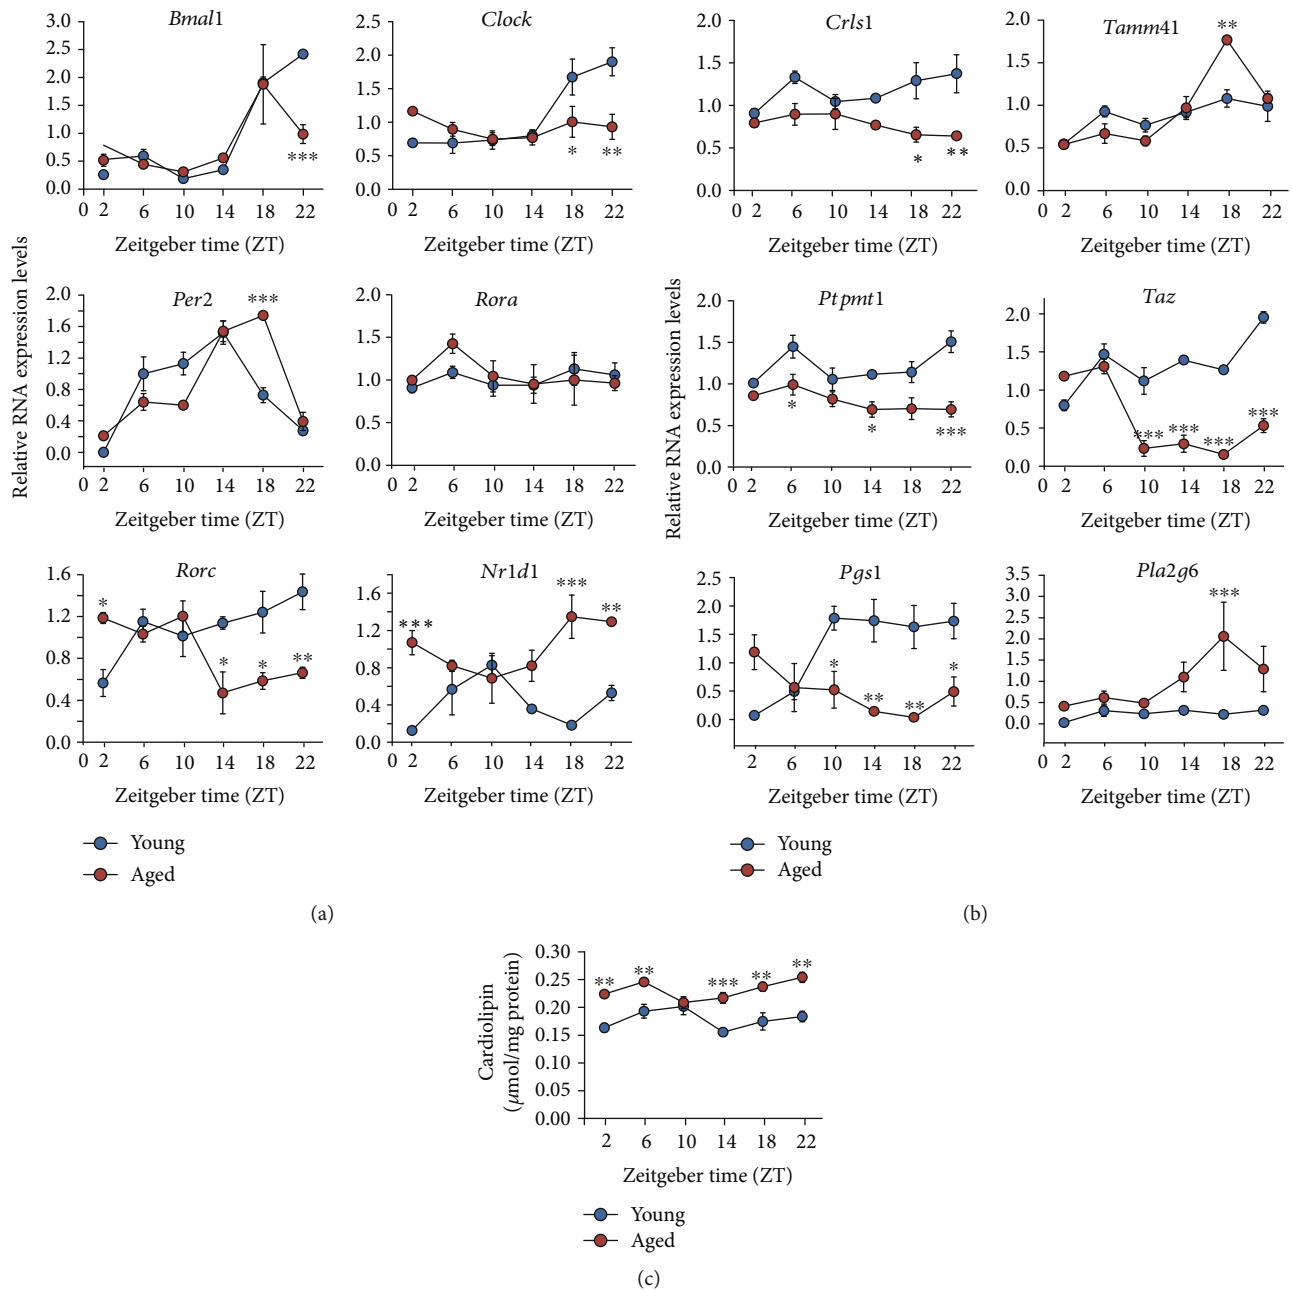 Relative RNA expression levels
Bmal1
3.0
2.5
2.0
1.5
1.0
0.5
0.0
***
0 2 6 10 14 18 22
Zeitgeber time (ZT)
Clock
2.5
2.0
1.5
1.0
0.5
0.0
* **
0 2 6 10 14 18 22
Zeitgeber time (ZT)
Per2
2.0
1.6
1.2
0.8
0.4
0.0
***
0 2 6 10 14 18 22
Zeitgeber time (ZT)
Rora
2.0
1.5
1.0
0.5
0.0
0 2 6 10 14 18 22
Zeitgeber time (ZT)
Rorc
1.6
1.2
0.8
0.4
0.0
* * * **
0 2 6 10 14 18 22
Zeitgeber time (ZT)
Nr1d1
1.6
1.2
0.8
0.4
0.0
*** *** **
0 2 6 10 14 18 22
Zeitgeber time (ZT)
Young
Aged
(a)
Relative RNA expression levels
Crls1
2.0
1.5
1.0
0.5
0.0
* **
0 2 6 10 14 18 22
Zeitgeber time (ZT)
Tamm41
2.0
1.5
1.0
0.5
0.0
**
0 2 6 10 14 18 22
Zeitgeber time (ZT)
Ptpmt1
2.0
1.5
1.0
0.5
0.0
* * ***
0 2 6 10 14 18 22
Zeitgeber time (ZT)
Taz
2.0
1.5
1.0
0.5
0.0
*** *** *** ***
0 2 6 10 14 18 22
Zeitgeber time (ZT)
Pgs1
2.5
2.0
1.5
1.0
0.5
0.0
* ** ** *
0 2 6 10 14 18 22
Zeitgeber time (ZT)
Pla2g6
3.5
2.5
2.0
1.5
1.0
0.5
0.0
***
0 2 6 10 14 18 22
Zeitgeber time (ZT)
Young
Aged
(b)
Cardiolipin
(μmol/mg protein)
0.30
0.25
0.20
0.15
0.10
0.05
0.00
** ** *** ** **
2 6 10 14 18 22
Zeitgeber time (ZT)
Young
Aged
(c)